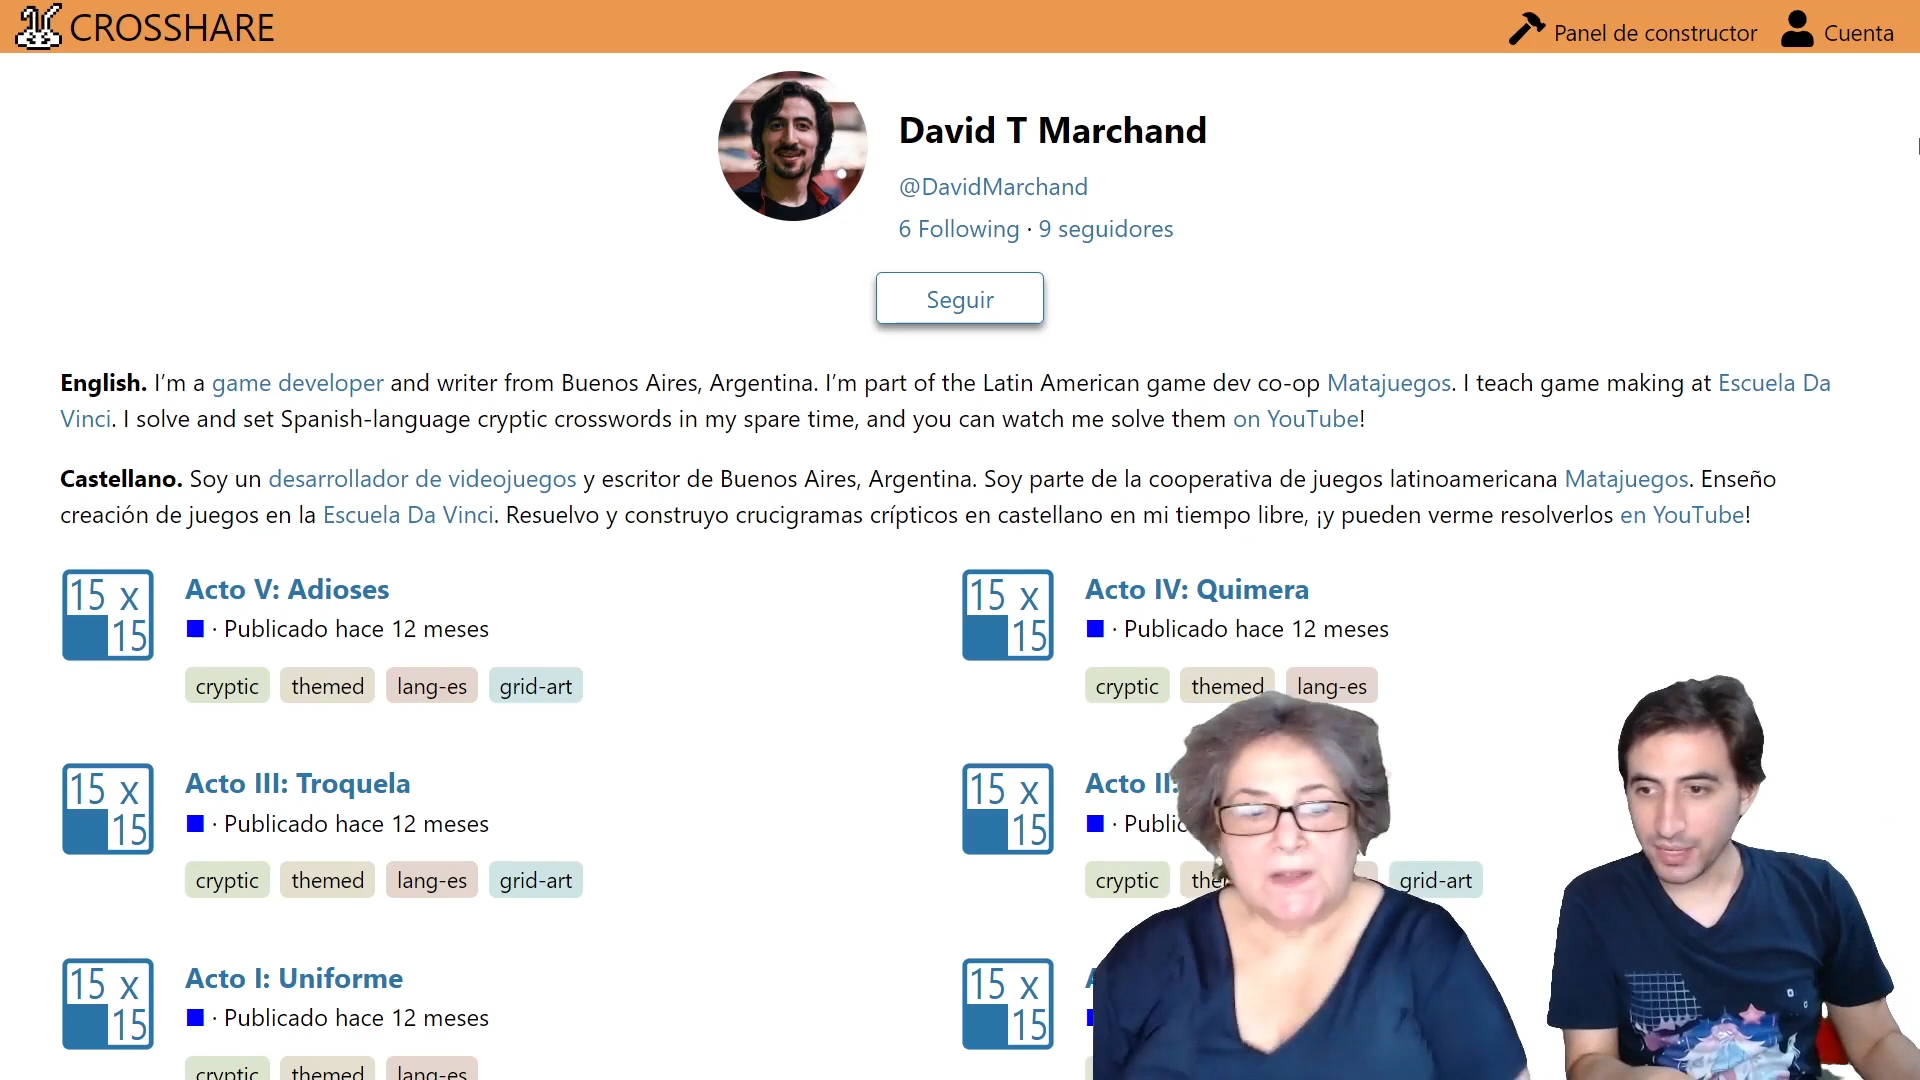 CROSSHARE
Panel de constructor
Cuenta
David T Marchand
@DavidMarchand
6 Following · 9 seguidores
Seguir
English. I'm a game developer and writer from Buenos Aires, Argentina. I'm part of the Latin American game dev co-op Matajuegos. I teach game making at Escuela Da
Vinci. I solve and set Spanish-language cryptic crosswords in my spare time, and you can watch me solve them on YouTube!
Castellano. Soy un desarrollador de videojuegos y escritor de Buenos Aires, Argentina. Soy parte de la cooperativa de juegos latinoamericana Matajuegos. Enseño
creación de juegos en la Escuela Da Vinci. Resuelvo y construyo crucigramas crípticos en castellano en mi tiempo libre, ¡y pueden verme resolverlos en YouTube!
15 x
15
Acto V: Adioses
· Publicado hace 12 meses
cryptic themed lang-es grid-art
15 x
15
Acto IV: Quimera
· Publicado hace 12 meses
cryptic themed lang-es
15 x
15
Acto III: Troquela
· Publicado hace 12 meses
cryptic themed lang-es grid-art
15 x
15
Acto II:
·
cryptic grid-art
15 x
15
Acto I: Uniforme
· Publicado hace 12 meses
cryptic themed lang-es
15 x
15